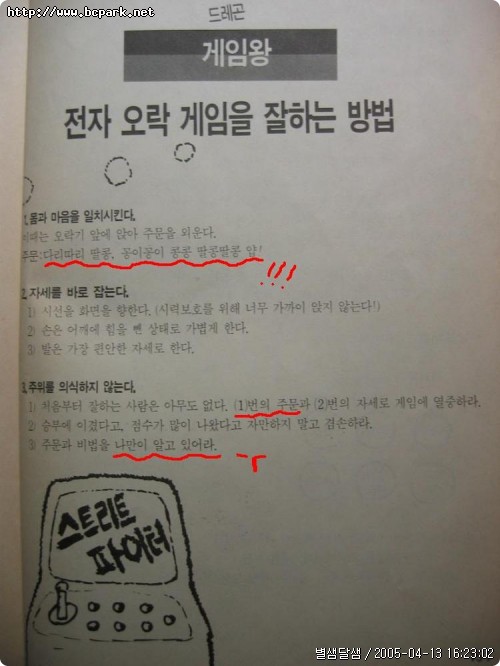 http://www.bcpark.net
드레곤
게임왕
전자 오락 게임을 잘하는 방법
1. 몸과 마음을 일치시킨다.
이때는 오락기 앞에 앉아 주문을 외운다.
주문:다리따리 딸콩, 꽁이꽁이 콩콩 딸콩딸콩 얍!
!!!
2. 자세를 바로 잡는다.
1) 시선을 화면을 향한다. (시력보호를 위해 너무 가까이 앉지 않는다!)
2) 손은 어깨에 힘을 뺀 상태로 가볍게 한다.
3) 발은 가장 편안한 자세로 한다.
3. 주위를 의식하지 않는다.
1) 처음부터 잘하는 사람은 아무도 없다. (1)번의 주문과 (2)번의 자세로 게임에 열중하라.
2) 승부에 이겼다고, 점수가 많이 나왔다고 자만하지 말고 겸손하라.
3) 주문과 비법을 나만이 알고 있어라.
ㅡㅜ
스트리트
파이터
별샘달샘 / 2005-04-13 16:23:02